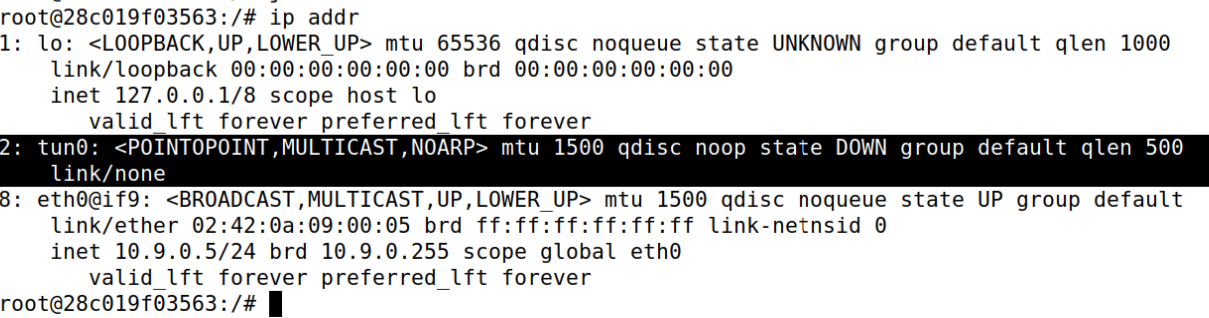 root@28c019f03563:/# ip addr
1: lo: <LOOPBACK,UP,LOWER_UP> mtu 65536 qdisc noqueue state UNKNOWN group default qlen 1000
    link/loopback 00:00:00:00:00:00 brd 00:00:00:00:00:00
    inet 127.0.0.1/8 scope host lo
       valid_lft forever preferred_lft forever
2: tun0: <POINTOPOINT,MULTICAST,NOARP> mtu 1500 qdisc noop state DOWN group default qlen 500
    link/none
8: eth0@if9: <BROADCAST,MULTICAST,UP,LOWER_UP> mtu 1500 qdisc noqueue state UP group default
    link/ether 02:42:0a:09:00:05 brd ff:ff:ff:ff:ff:ff link-netnsid 0
    inet 10.9.0.5/24 brd 10.9.0.255 scope global eth0
       valid_lft forever preferred_lft forever
root@28c019f03563:/#